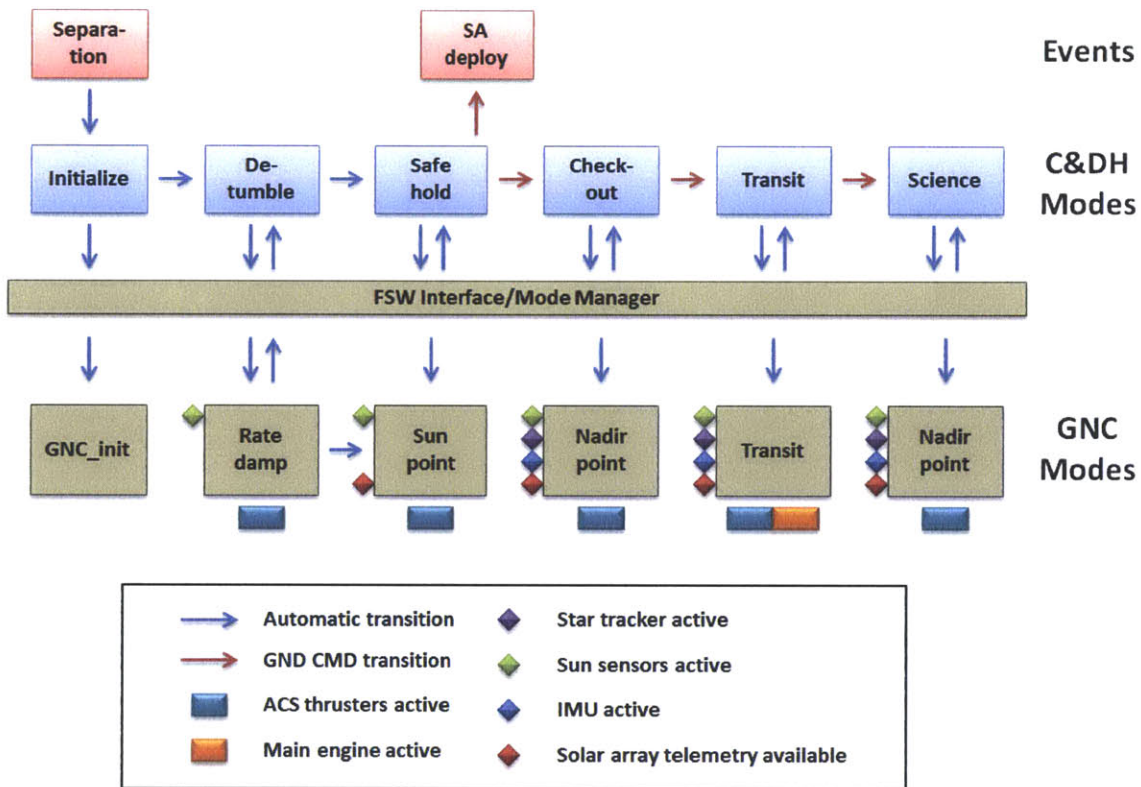 Separa-
tion
SA
deploy
Events
Initialize
De-
tumble
Safe
hold
Check-
out
Transit
Science
C&DH
Modes
FSW Interface/Mode Manager
GNC_init
Rate
damp
Sun
point
Nadir
point
Transit
Nadir
point
GNC
Modes
Automatic transition
Star tracker active
GND CMD transition
Sun sensors active
ACS thrusters active
IMU active
Main engine active
Solar array telemetry available